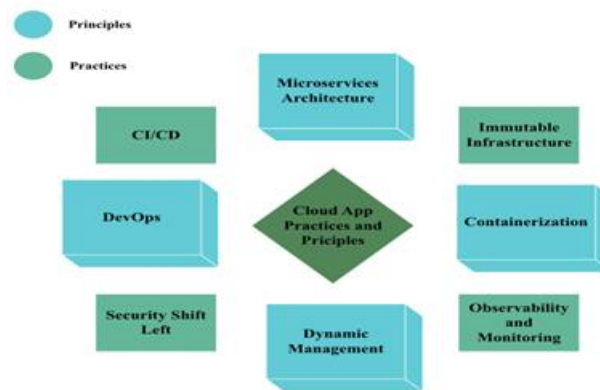 Principles
Practices
Microservices
Architecture
CI/CD
Immutable
Infrastructure
DevOps
Cloud App
Practices and
Priciples
Containerization
Security Shift
Left
Dynamic
Management
Observability
and
Monitoring